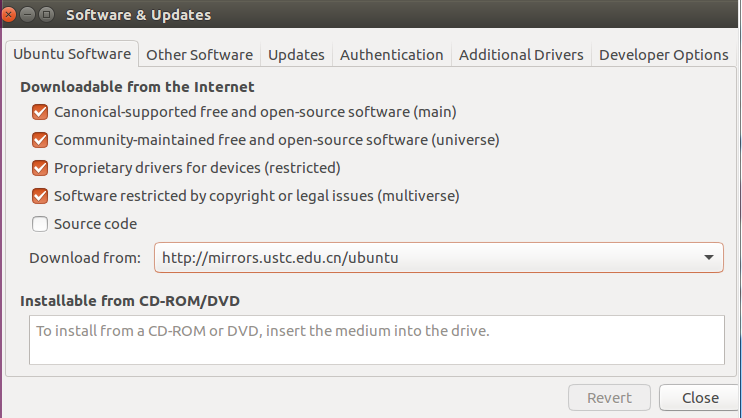 Software & Updates
Ubuntu Software Other Software Updates Authentication Additional Drivers Developer Options
Downloadable from the Internet
Canonical-supported free and open-source software (main)
Community-maintained free and open-source software (universe)
Proprietary drivers for devices (restricted)
Software restricted by copyright or legal issues (multiverse)
Source code
Download from: http://mirrors.ustc.edu.cn/ubuntu
Installable from CD-ROM/DVD
To install from a CD-ROM or DVD, insert the medium into the drive.
Revert Close